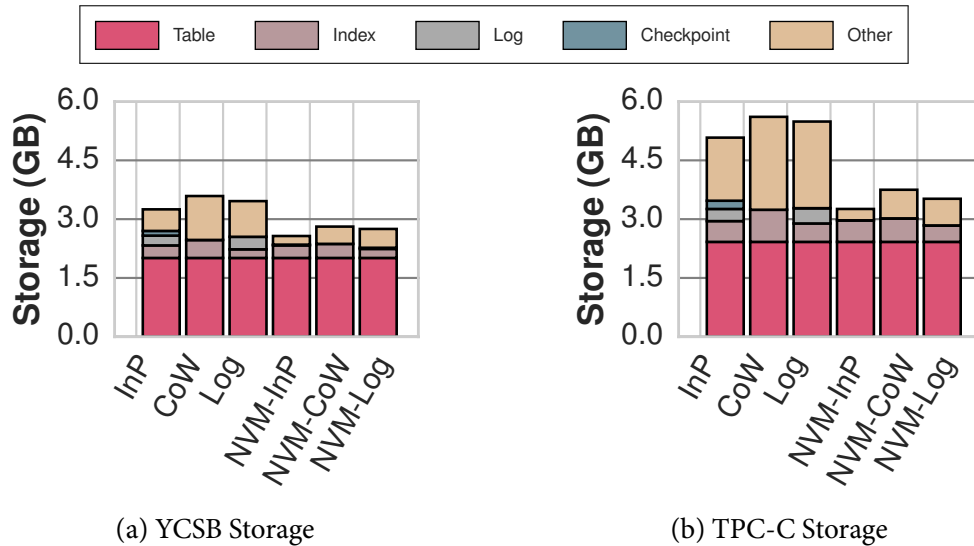 Table Index Log Checkpoint Other
Storage (GB)
6.0
4.5
3.0
1.5
0.0
InP
CoW
Log
NVM-InP
NVM-CoW
NVM-Log
(a) YCSB Storage
Storage (GB)
6.0
4.5
3.0
1.5
0.0
InP
CoW
Log
NVM-InP
NVM-CoW
NVM-Log
(b) TPC-C Storage